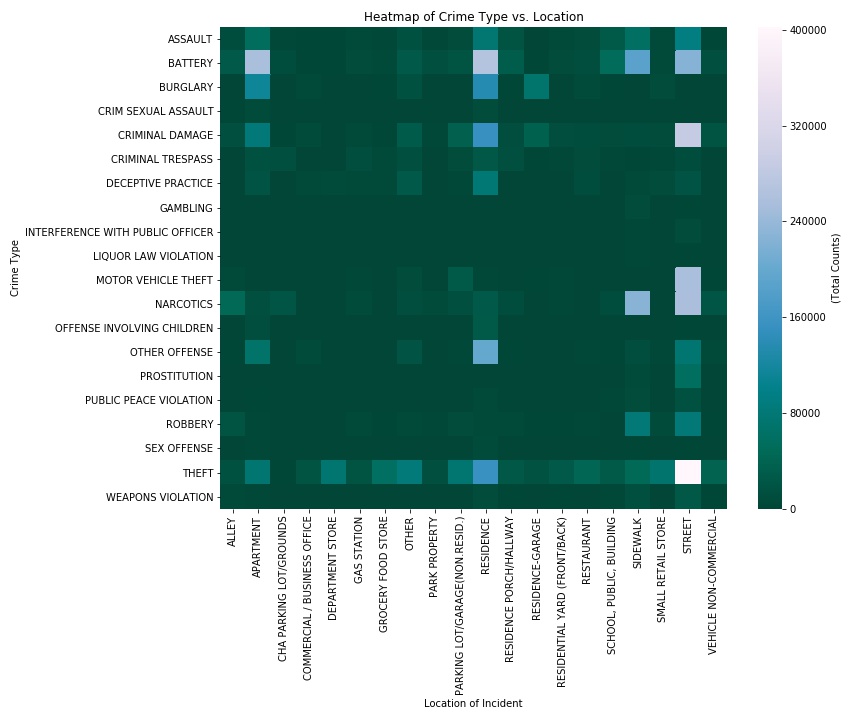 Heatmap of Crime Type vs. Location
Crime Type
ASSAULT
BATTERY
BURGLARY
CRIM SEXUAL ASSAULT
CRIMINAL DAMAGE
CRIMINAL TRESPASS
DECEPTIVE PRACTICE
GAMBLING
INTERFERENCE WITH PUBLIC OFFICER
LIQUOR LAW VIOLATION
MOTOR VEHICLE THEFT
NARCOTICS
OFFENSE INVOLVING CHILDREN
OTHER OFFENSE
PROSTITUTION
PUBLIC PEACE VIOLATION
ROBBERY
SEX OFFENSE
THEFT
WEAPONS VIOLATION
ALLEY
APARTMENT
CHA PARKING LOT/GROUNDS
COMMERCIAL / BUSINESS OFFICE
DEPARTMENT STORE
GAS STATION
GROCERY FOOD STORE
OTHER
PARK PROPERTY
PARKING LOT/GARAGE(NON.RESID.)
RESIDENCE
RESIDENCE PORCH/HALLWAY
RESIDENCE-GARAGE
RESIDENTIAL YARD (FRONT/BACK)
RESTAURANT
SCHOOL, PUBLIC, BUILDING
SIDEWALK
SMALL RETAIL STORE
STREET
VEHICLE NON-COMMERCIAL
Location of Incident
400000
320000
240000
160000
80000
0
(Total Counts)